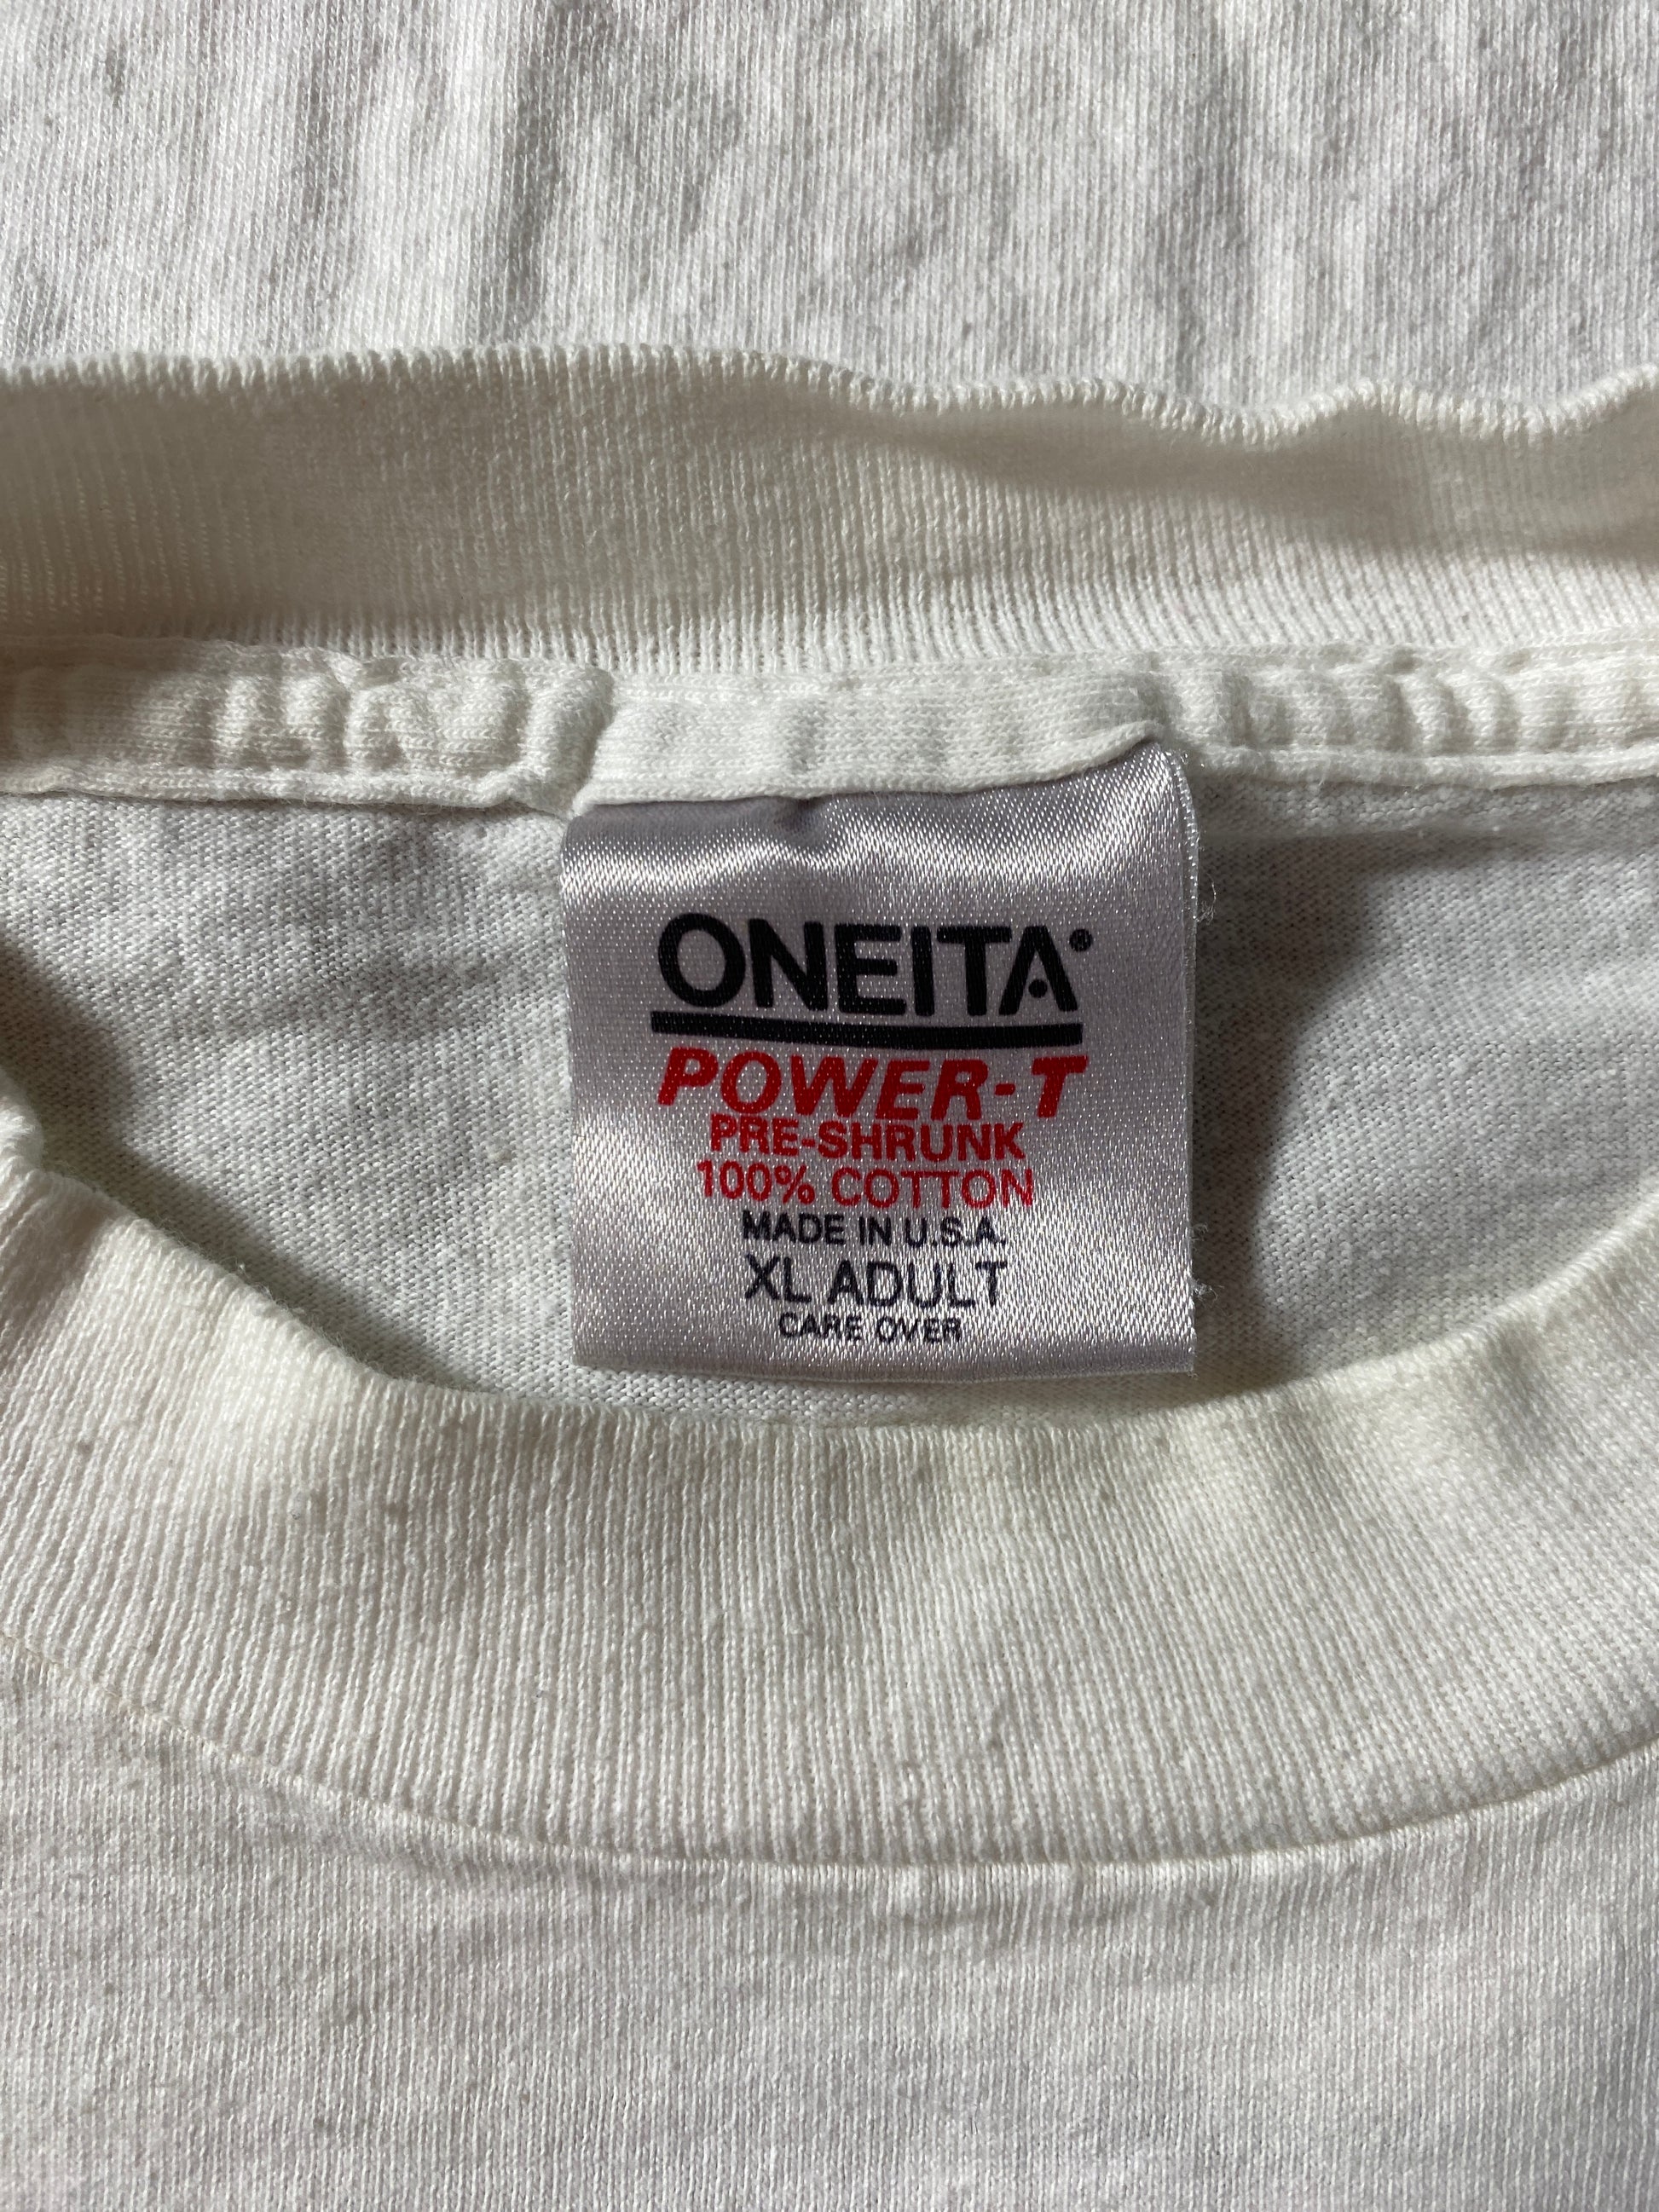 ONEITA®
POWER-T
PRE-SHRUNK
100% COTTON
MADE IN U.S.A.
XL ADULT
CARE OVER